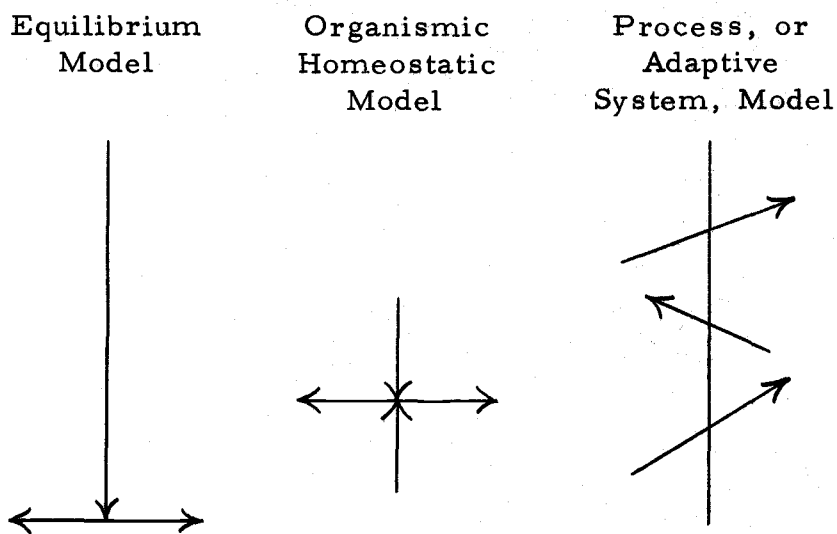 Equilibrium
Model
Organismic
Homeostatic
Model
Process, or
Adaptive
System, Model